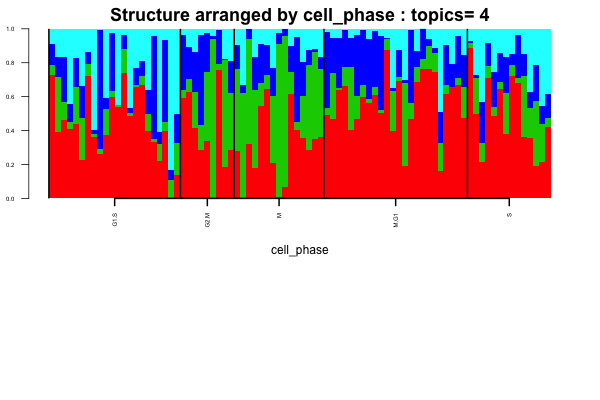 Structure arranged by cell_phase : topics= 4
1.0
0.8
0.6
0.4
0.2
0.0
G1.S
G2.M
M
M.G1
S
cell_phase